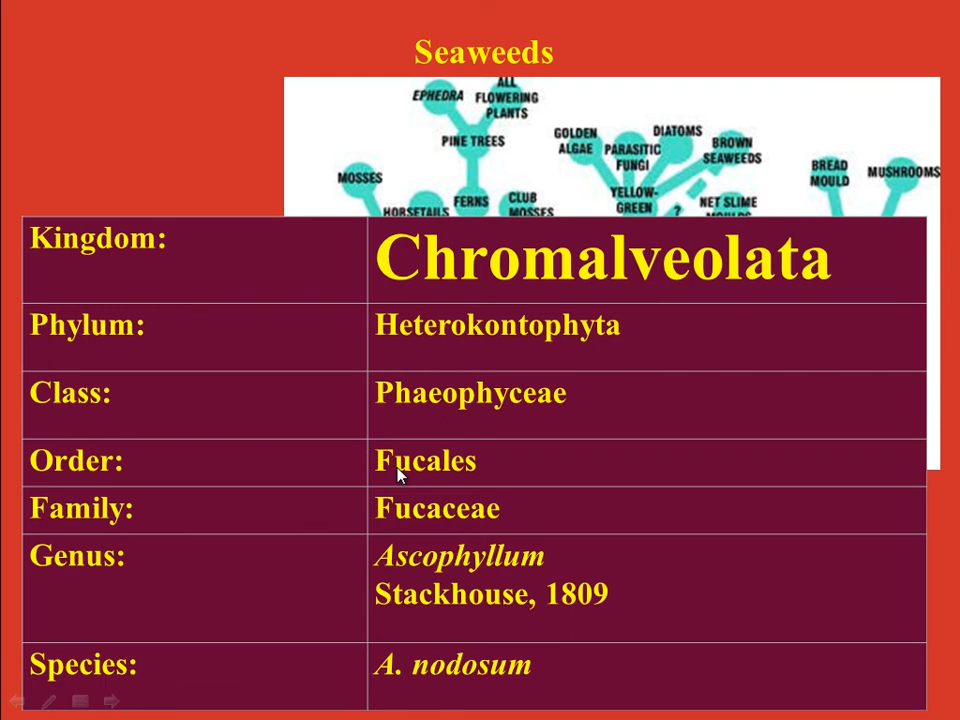 Seaweeds
EPHEDRA
ALL
FLOWERING
PLANTS
PINE TREES
GOLDEN
ALGAE
PARASITIC
FUNGI
DIATOMS
BROWN
SEAWEEDS
MOSSES
HORSETAILS
FERNS
CLUB
MOSSES
YELLOW-
GREEN
?
NET SLIME
MOULDS
BREAD
MOULD
MUSHROOMS
Kingdom:
Chromalveolata
Phylum:
Heterokontophyta
Class:
Phaeophyceae
Order:
Fucales
Family:
Fucaceae
Genus:
Ascophyllum
Stackhouse, 1809
Species:
A. nodosum